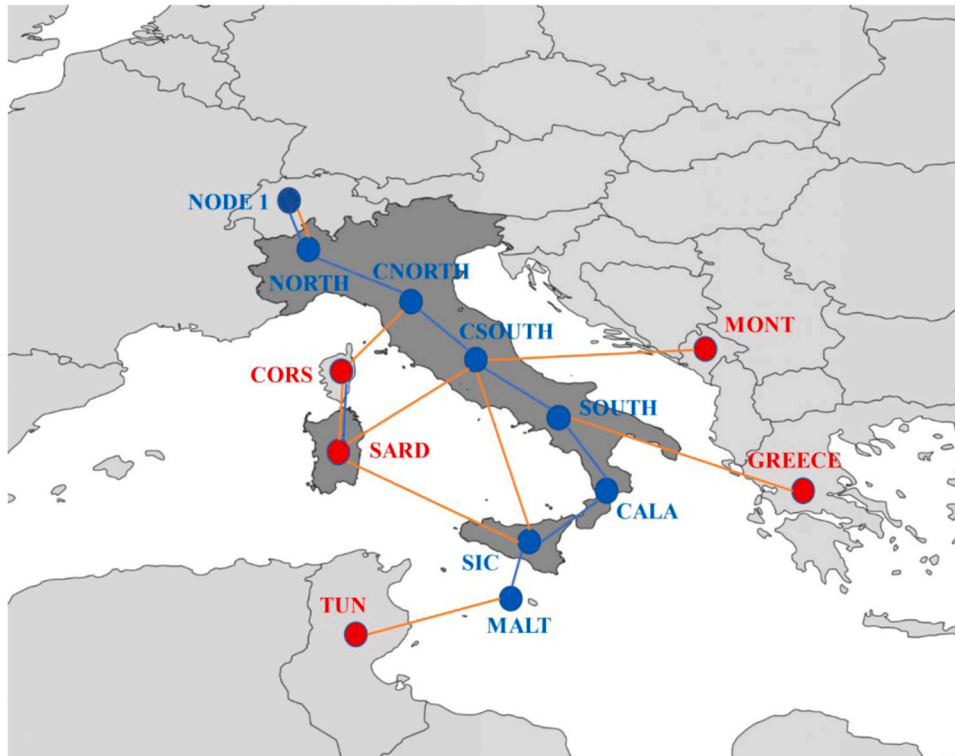 NODE 1
NORTH
CNORTH
CSOUTH
MONT
CORS
SOUTH
SARD
GREECE
CALA
SIC
TUN
MALT